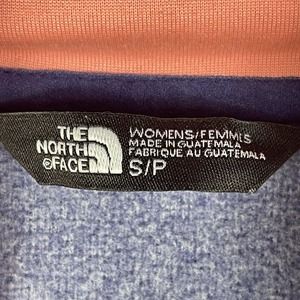 THE
NORTH
FACE
WOMENS/FEMMES
MADE IN GUATEMALA
FABRIQUE AU GUATEMALA
S/P